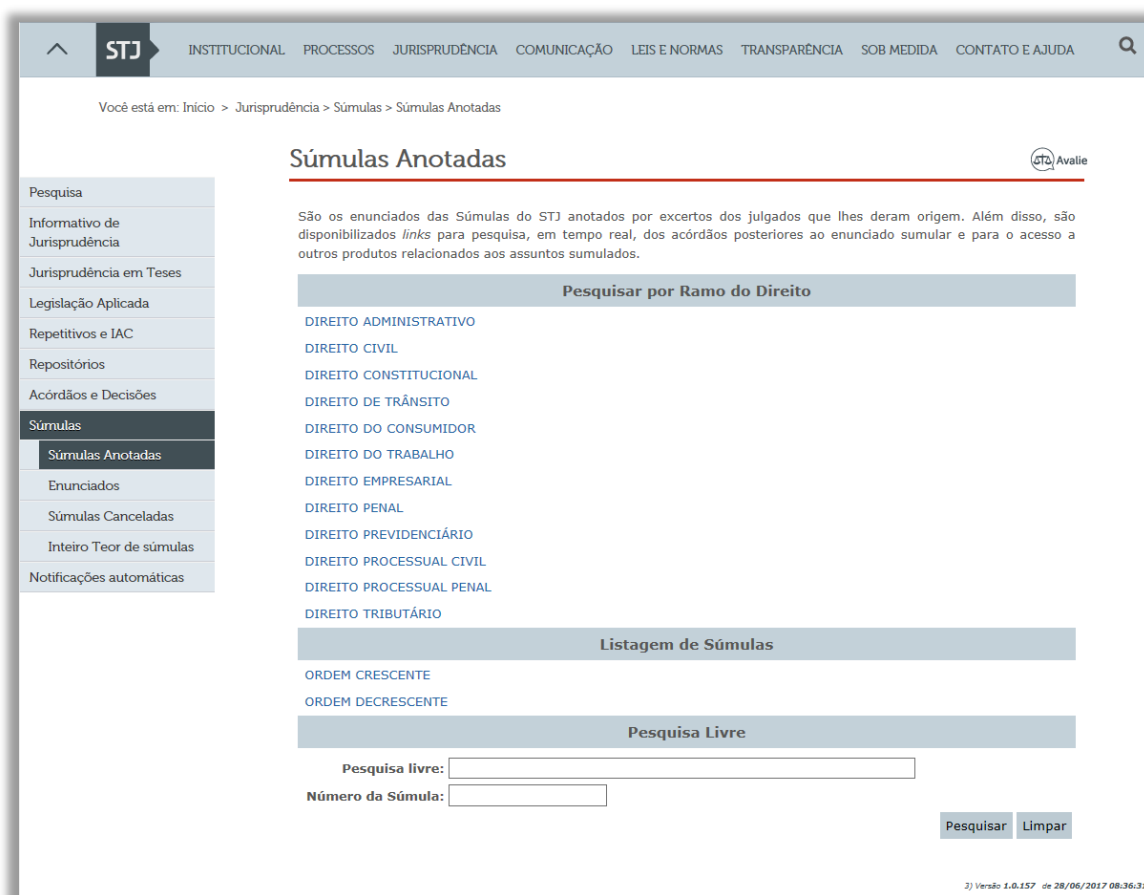 STJ
INSTITUCIONAL PROCESSOS JURISPRUDÊNCIA COMUNICAÇÃO LEIS E NORMAS TRANSPARÊNCIA SOB MEDIDA CONTATO E AJUDA
Você está em: Início > Jurisprudência > Súmulas > Súmulas Anotadas
Súmulas Anotadas
Avalie
Pesquisa
Informativo de
Jurisprudência
Jurisprudência em Teses
Legislação Aplicada
Repetitivos e IAC
Repositórios
Acórdãos e Decisões
Súmulas
Súmulas Anotadas
Enunciados
Súmulas Canceladas
Inteiro Teor de súmulas
Notificações automáticas
São os enunciados das Súmulas do STJ anotados por excertos dos julgados que lhes deram origem. Além disso, são
disponibilizados links para pesquisa, em tempo real, dos acórdãos posteriores ao enunciado sumular e para o acesso a
outros produtos relacionados aos assuntos sumulados.
Pesquisar por Ramo do Direito
DIREITO ADMINISTRATIVO
DIREITO CIVIL
DIREITO CONSTITUCIONAL
DIREITO DE TRÂNSITO
DIREITO DO CONSUMIDOR
DIREITO DO TRABALHO
DIREITO EMPRESARIAL
DIREITO PENAL
DIREITO PREVIDENCIÁRIO
DIREITO PROCESSUAL CIVIL
DIREITO PROCESSUAL PENAL
DIREITO TRIBUTÁRIO
Listagem de Súmulas
ORDEM CRESCENTE
ORDEM DECRESCENTE
Pesquisa Livre
Pesquisa livre:
Número da Súmula:
Pesquisar Limpar
Versão 1.0.157 de 28/06/2017